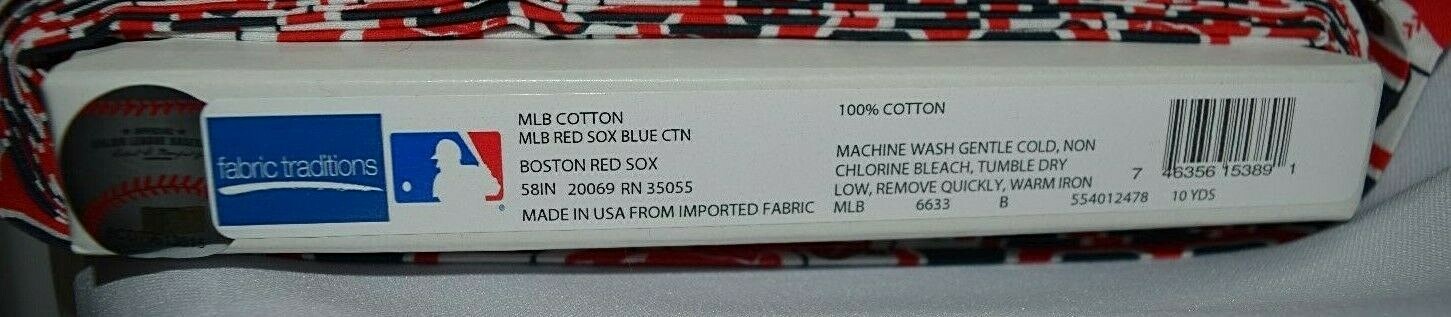 fabric traditions
MLB COTTON
MLB RED SOX BLUE CTN
BOSTON RED SOX
58IN 20069 RN 35055
MADE IN USA FROM IMPORTED FABRIC
100% COTTON
MACHINE WASH GENTLE COLD, NON
CHLORINE BLEACH, TUMBLE DRY
LOW, REMOVE QUICKLY, WARM IRON
MLB 6633 B 554012478 10 YDS
7 46356 15389 1